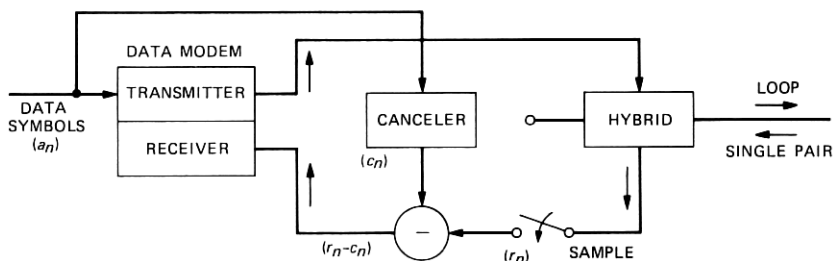 DATA MODEM
TRANSMITTER
RECEIVER
DATA
SYMBOLS
(aₙ)
CANCELER
(cₙ)
HYBRID
LOOP
SINGLE PAIR
−
(rₙ−cₙ)
(rₙ)
SAMPLE